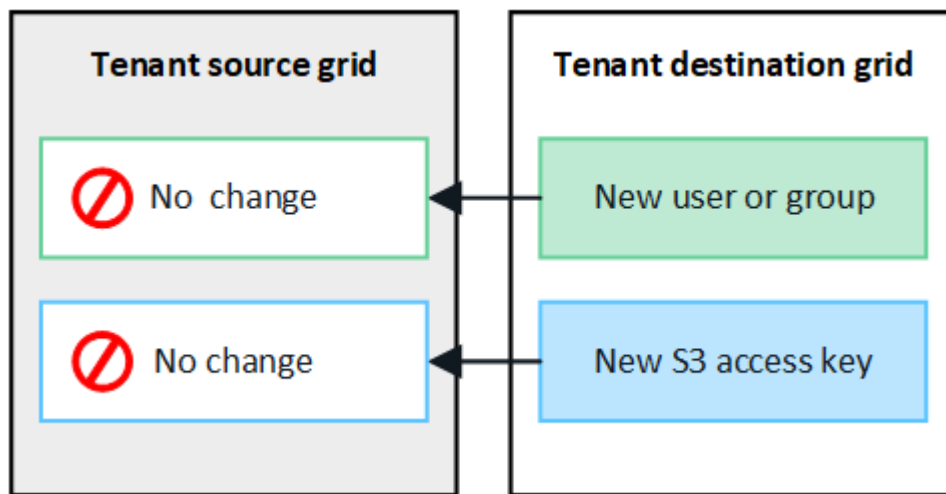 Tenant source grid
Tenant destination grid
No change
New user or group
No change
New S3 access key